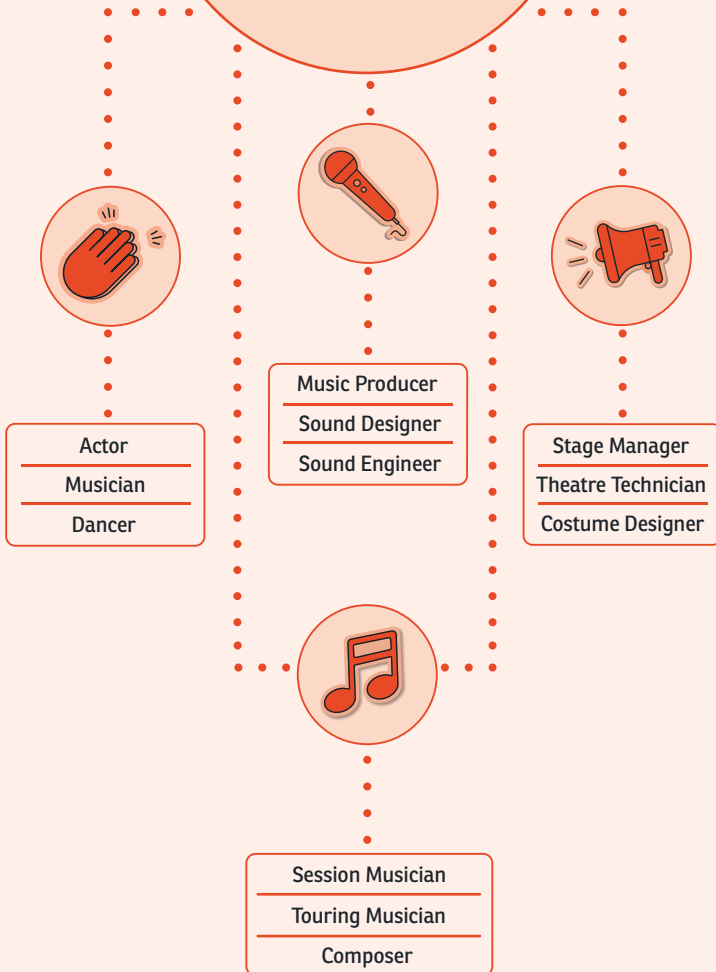 Music Producer
Sound Designer
Sound Engineer
Actor
Musician
Dancer
Stage Manager
Theatre Technician
Costume Designer
Session Musician
Touring Musician
Composer